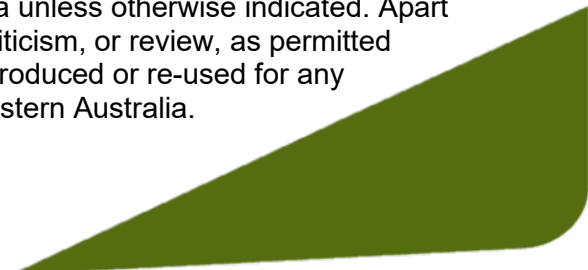 a unless otherwise indicated. Apart
iticism, or review, as permitted
roduced or re-used for any
stern Australia.